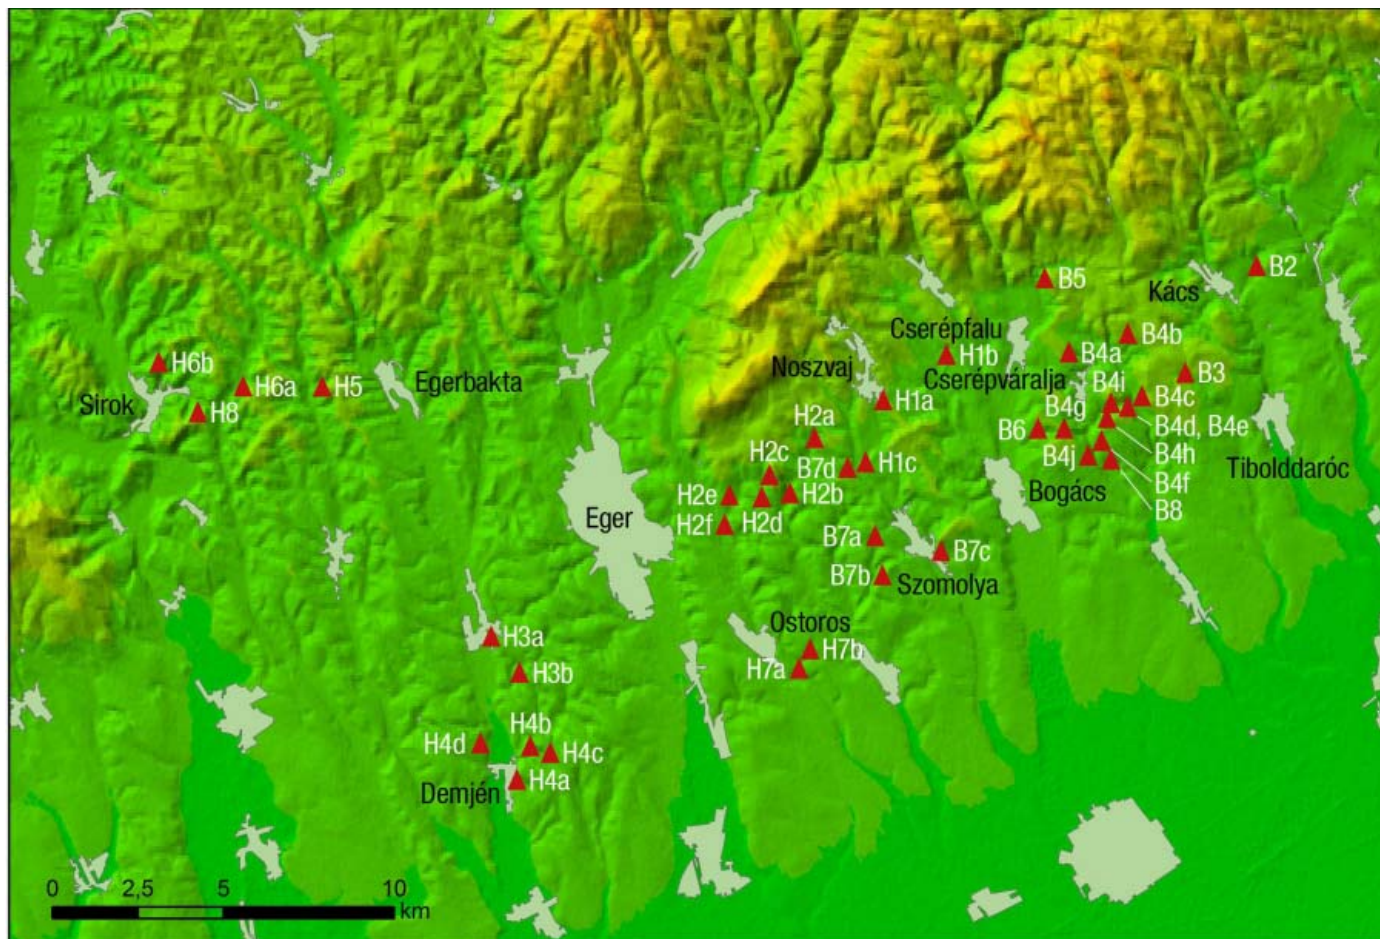 B2
B5
Kács
Cserépfalu
B4b
H6b
H1b
B4a
Noszvaj
B3
H6a
H5
Egerbakta
Cserépváralja
B4i
B4c
Sirok
H8
H1a
B4g
H2a
B6
B4d, B4e
H2c
B4h
B7d
H1c
B4j
Tibolddaróc
H2e
H2b
Bogács
B4f
Eger
H2f
H2d
B8
B7a
B7c
B7b
Szomolya
Ostoros
H3a
H7b
H7a
H3b
H4b
H4d
H4c
H4a
Demjén
0 2,5 5 10
km